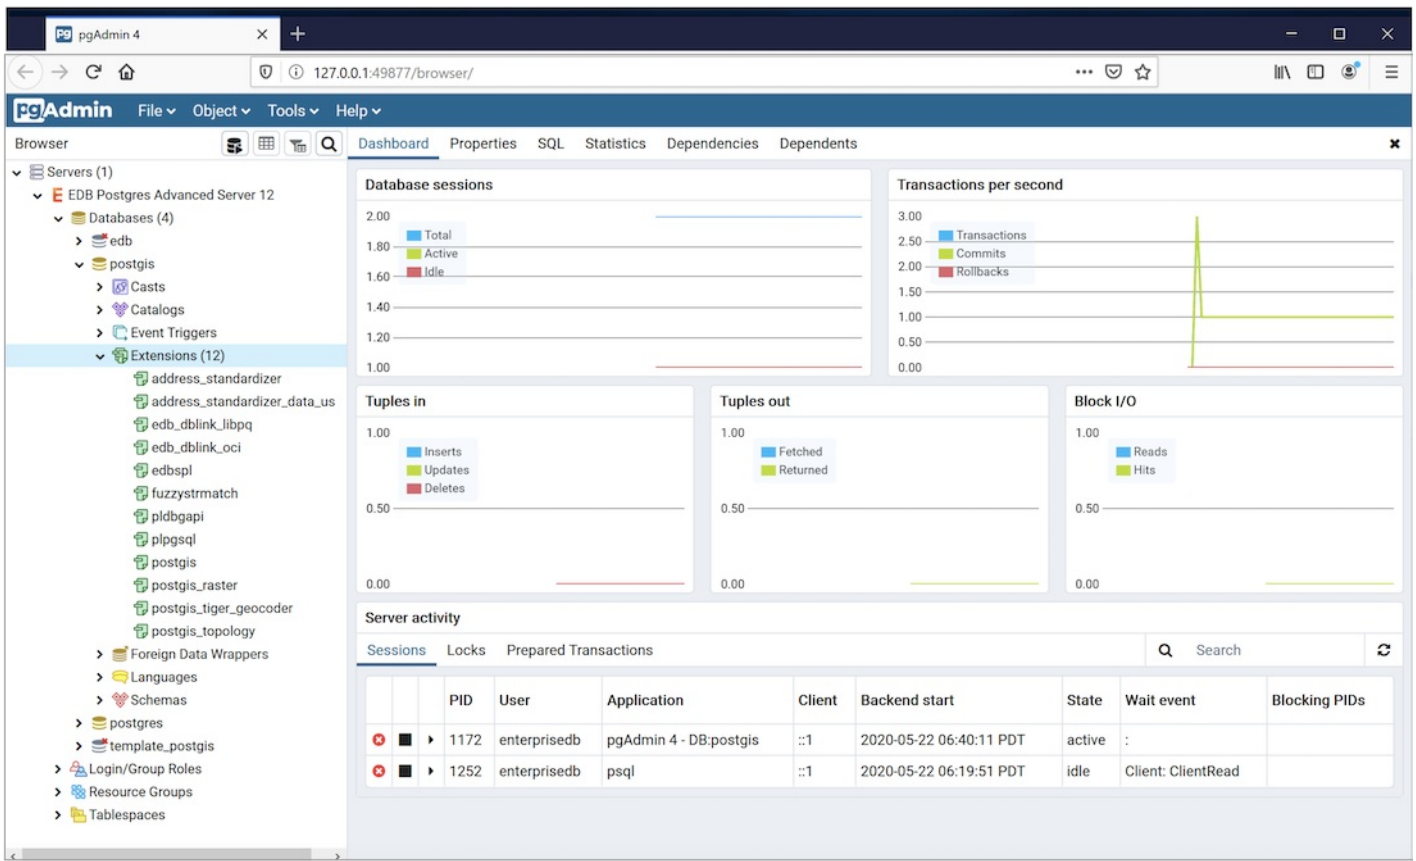 pgAdmin 4
127.0.0.1:49877/browser/
pgAdmin File Object Tools Help
Browser
Dashboard Properties SQL Statistics Dependencies Dependents
Servers (1)
EDB Postgres Advanced Server 12
Databases (4)
edb
postgis
Casts
Catalogs
Event Triggers
Extensions (12)
address_standardizer
address_standardizer_data_us
edb_dblink_libpq
edb_dblink_oci
edbspl
fuzzystrmatch
pldbgapi
plpgsql
postgis
postgis_raster
postgis_tiger_geocoder
postgis_topology
Foreign Data Wrappers
Languages
Schemas
postgres
template_postgis
Login/Group Roles
Resource Groups
Tablespaces
Database sessions
2.00
1.80
1.60
1.40
1.20
1.00
Total
Active
Idle
Transactions per second
3.00
2.50
2.00
1.50
1.00
0.50
0.00
Transactions
Commits
Rollbacks
Tuples in
1.00
0.50
0.00
Inserts
Updates
Deletes
Tuples out
1.00
0.50
0.00
Fetched
Returned
Block I/O
1.00
0.50
0.00
Reads
Hits
Server activity
Sessions Locks Prepared Transactions Search
PID User Application Client Backend start State Wait event Blocking PIDs
1172 enterprisedb pgAdmin 4 - DB:postgis ::1 2020-05-22 06:40:11 PDT active :
1252 enterprisedb psql ::1 2020-05-22 06:19:51 PDT idle Client: ClientRead